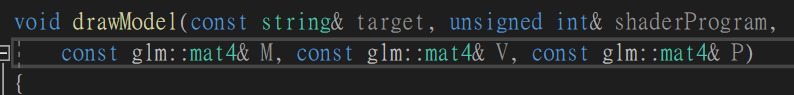 void drawModel(const string& target, unsigned int& shaderProgram,
const glm::mat4& M, const glm::mat4& V, const glm::mat4& P)
{